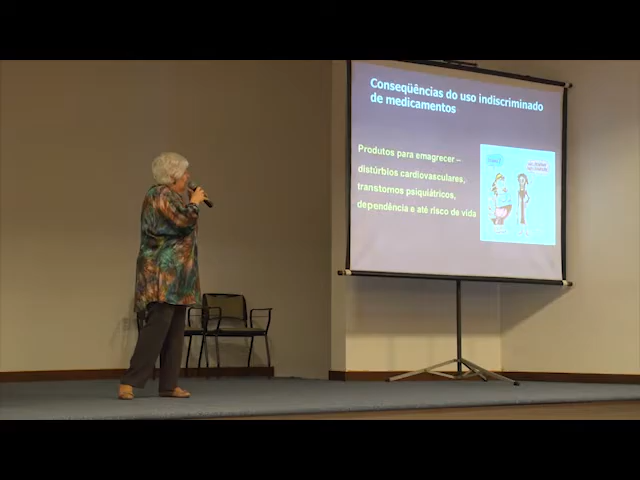 Conseqüências do uso indiscriminado
de medicamentos
Produtos para emagrecer –
distúrbios cardiovasculares,
transtornos psiquiátricos,
dependência e até risco de vida